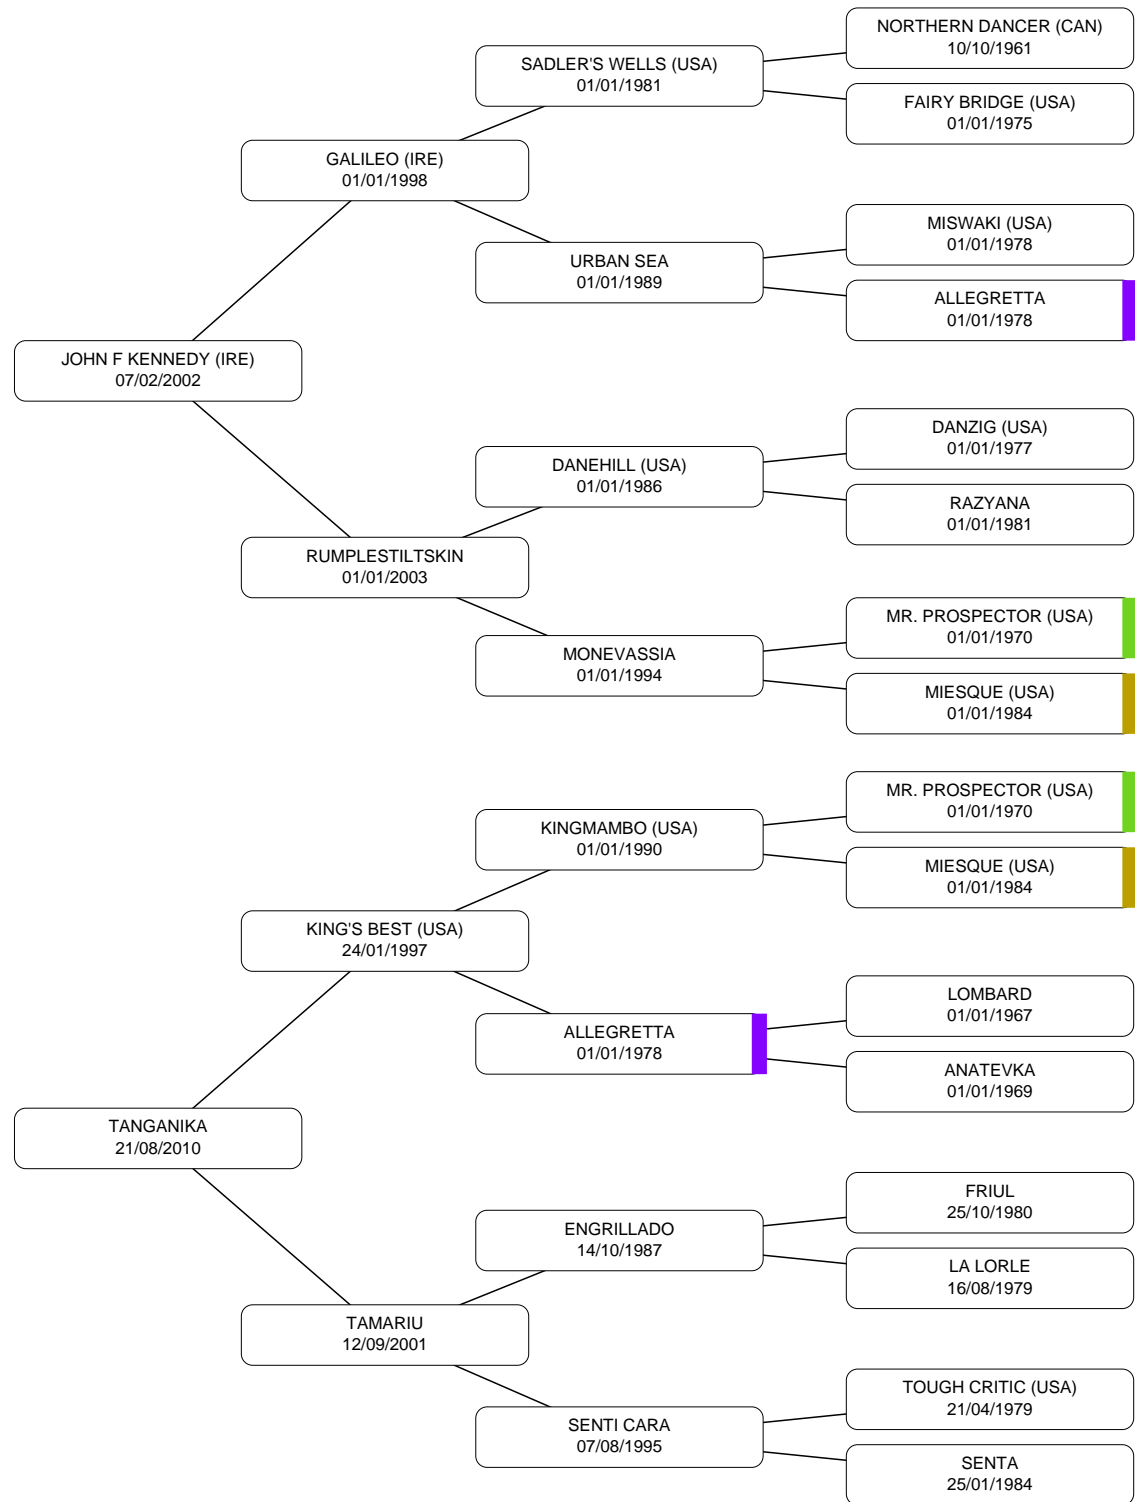 NORTHERN DANCER (CAN)
10/10/1961
SADLER'S WELLS (USA)
01/01/1981
FAIRY BRIDGE (USA)
01/01/1975
GALILEO (IRE)
01/01/1998
MISWAKI (USA)
01/01/1978
URBAN SEA
01/01/1989
ALLEGRETTA
01/01/1978
JOHN F KENNEDY (IRE)
07/02/2002
DANZIG (USA)
01/01/1977
DANEHILL (USA)
01/01/1986
RAZYANA
01/01/1981
RUMPLESTILTSKIN
01/01/2003
MR. PROSPECTOR (USA)
01/01/1970
MONEVASSIA
01/01/1994
MIESQUE (USA)
01/01/1984
MR. PROSPECTOR (USA)
01/01/1970
KINGMAMBO (USA)
01/01/1990
MIESQUE (USA)
01/01/1984
KING'S BEST (USA)
24/01/1997
LOMBARD
01/01/1967
ALLEGRETTA
01/01/1978
ANATEVKA
01/01/1969
TANGANIKA
21/08/2010
FRIUL
25/10/1980
ENGRILLADO
14/10/1987
LA LORLE
16/08/1979
TAMARIU
12/09/2001
TOUGH CRITIC (USA)
21/04/1979
SENTI CARA
07/08/1995
SENTA
25/01/1984